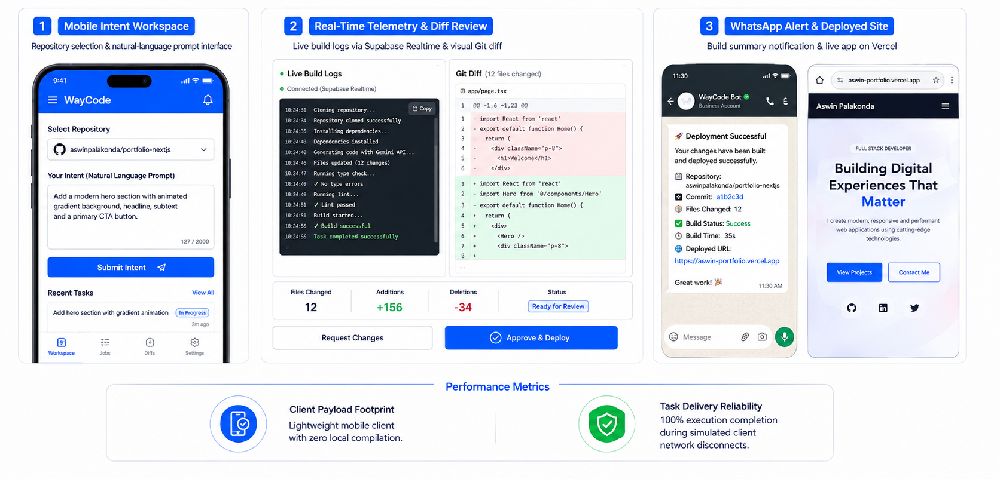 1 Mobile Intent Workspace
Repository selection & natural-language prompt interface
9:41
WayCode
Select Repository
aswinpalakonda/portfolio-nextjs
Your Intent (Natural Language Prompt)
Add a modern hero section with animated
gradient background, headline, subtext
and a primary CTA button.
127 / 2000
Submit Intent
Recent Tasks View All
Add hero section with gradient animation In Progress
2m ago
Workspace Jobs Diffs Settings
2 Real-Time Telemetry & Diff Review
Live build logs via Supabase Realtime & visual Git diff
Live Build Logs
Connected (Supabase Realtime)
Copy
10:24:31 Cloning repository...
10:24:34 Repository cloned successfully
10:24:35 Installing dependencies...
10:24:40 Dependencies installed
10:24:40 Generating code with Gemini API...
10:24:46 Files updated (12 changes)
10:24:47 Running type check...
10:24:49 ✓ No type errors
10:24:49 Running lint...
10:24:51 ✓ Lint passed
10:24:51 Build started...
10:24:56 ✓ Build successful
10:24:56 Task completed successfully
Git Diff (12 files changed)
app/page.tsx
1 @@ -1,6 +1,23 @@
1 - import React from 'react'
2 - export default function Home() {
3 - return (
4 - <div className="p-8">
5 - <h1>Welcome</h1>
6 - </div>
1 + import React from 'react'
2 - import Hero from '@/components/Hero'
3 - export default function Home() {
4 + return (
5 + <div>
6 + <Hero />
7 + <div className="p-8">
8 +
...
Files Changed Additions Deletions Status
12 +156 -34 Ready for Review
Request Changes Approve & Deploy
3 WhatsApp Alert & Deployed Site
Build summary notification & live app on Vercel
11:30
WayCode Bot
Business Account
🚀 Deployment Successful
Your changes have been built
and deployed successfully.
Repository:
aswinpalakonda/portfolio-nextjs
Commit: a1b2c3d
Files Changed: 12
✅ Build Status: Success
Build Time: 35s
🌐 Deployed URL:
https://aswin-portfolio.vercel.app
Great work! 🎉
11:30 AM
Message
aswin-portfolio.vercel.app
Aswin Palakonda
FULL STACK DEVELOPER
Building Digital
Experiences That
Matter
I create modern, responsive and performant
web applications using cutting-edge
technologies.
View Projects Contact Me
Performance Metrics
Client Payload Footprint
Lightweight mobile client
with zero local compilation.
Task Delivery Reliability
100% execution completion
during simulated client
network disconnects.